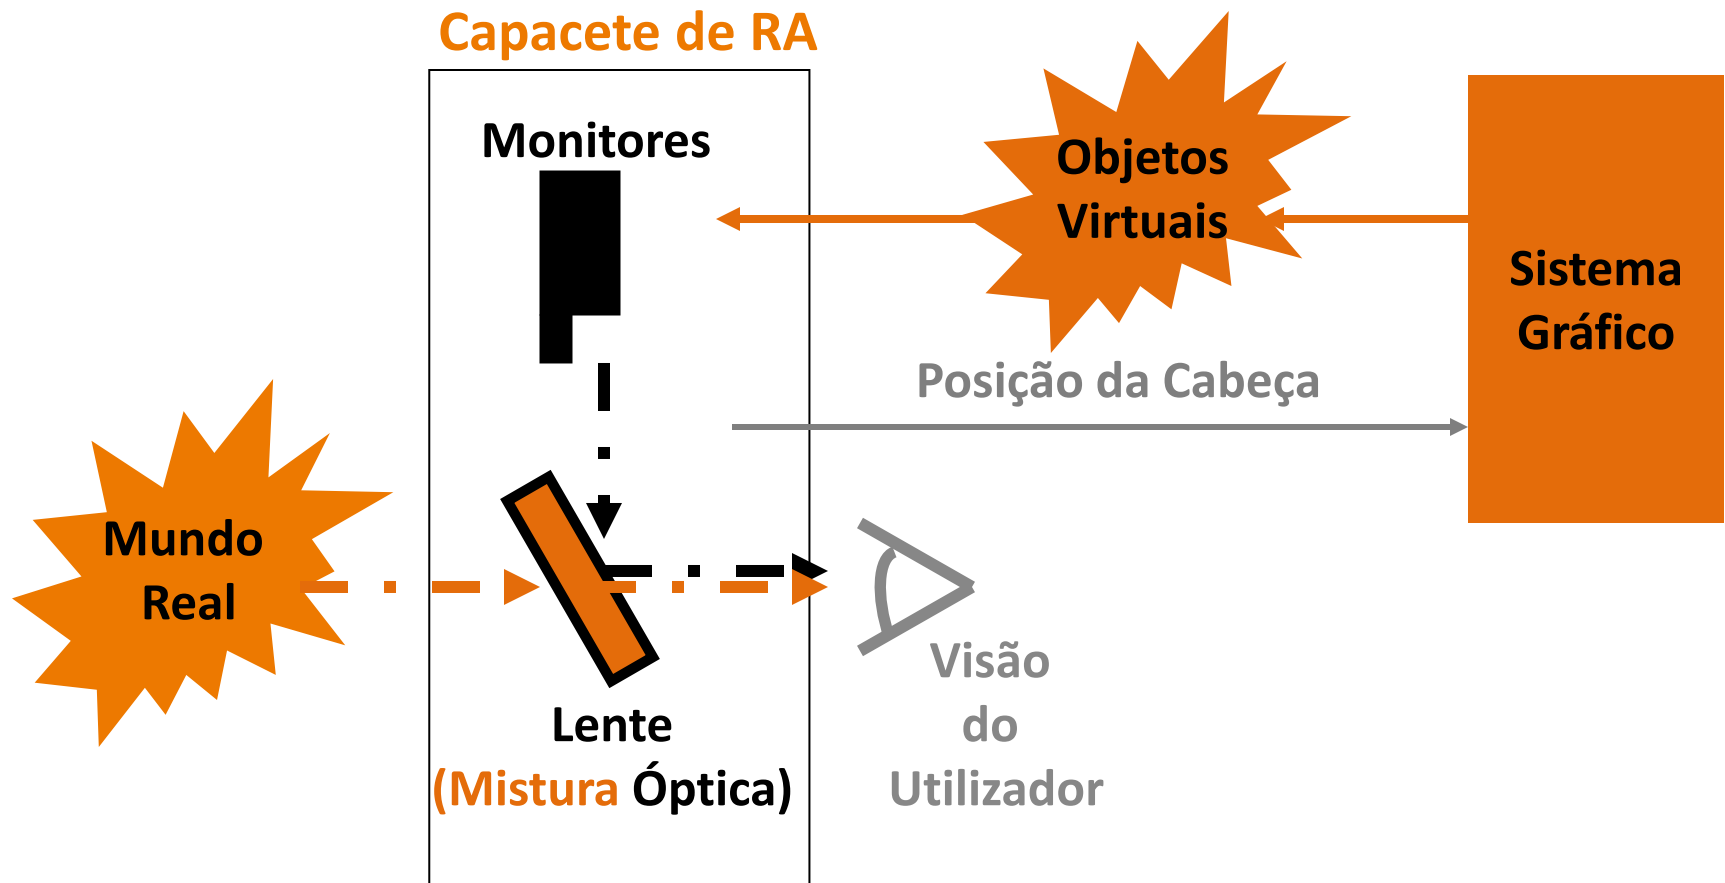 Capacete de RA
Monitores
Objetos
Virtuais
Sistema
Gráfico
Posição da Cabeça
Mundo
Real
Visão
do
Utilizador
Lente
(Mistura Óptica)